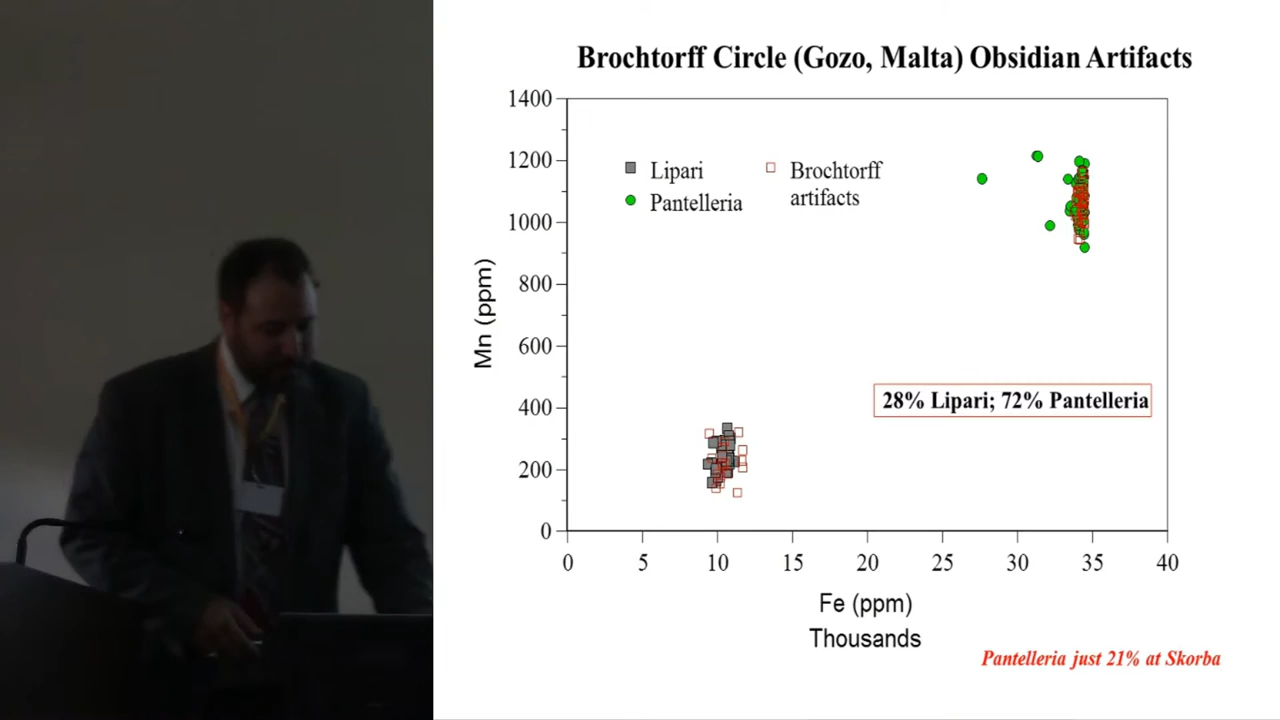 Brochtorff Circle (Gozo, Malta) Obsidian Artifacts
1400
1200
1000
800
600
400
200
0
Mn (ppm)
Lipari
Pantelleria
Brochtorff
artifacts
28% Lipari; 72% Pantelleria
0 5 10 15 20 25 30 35 40
Fe (ppm)
Thousands
Pantelleria just 21% at Skorba